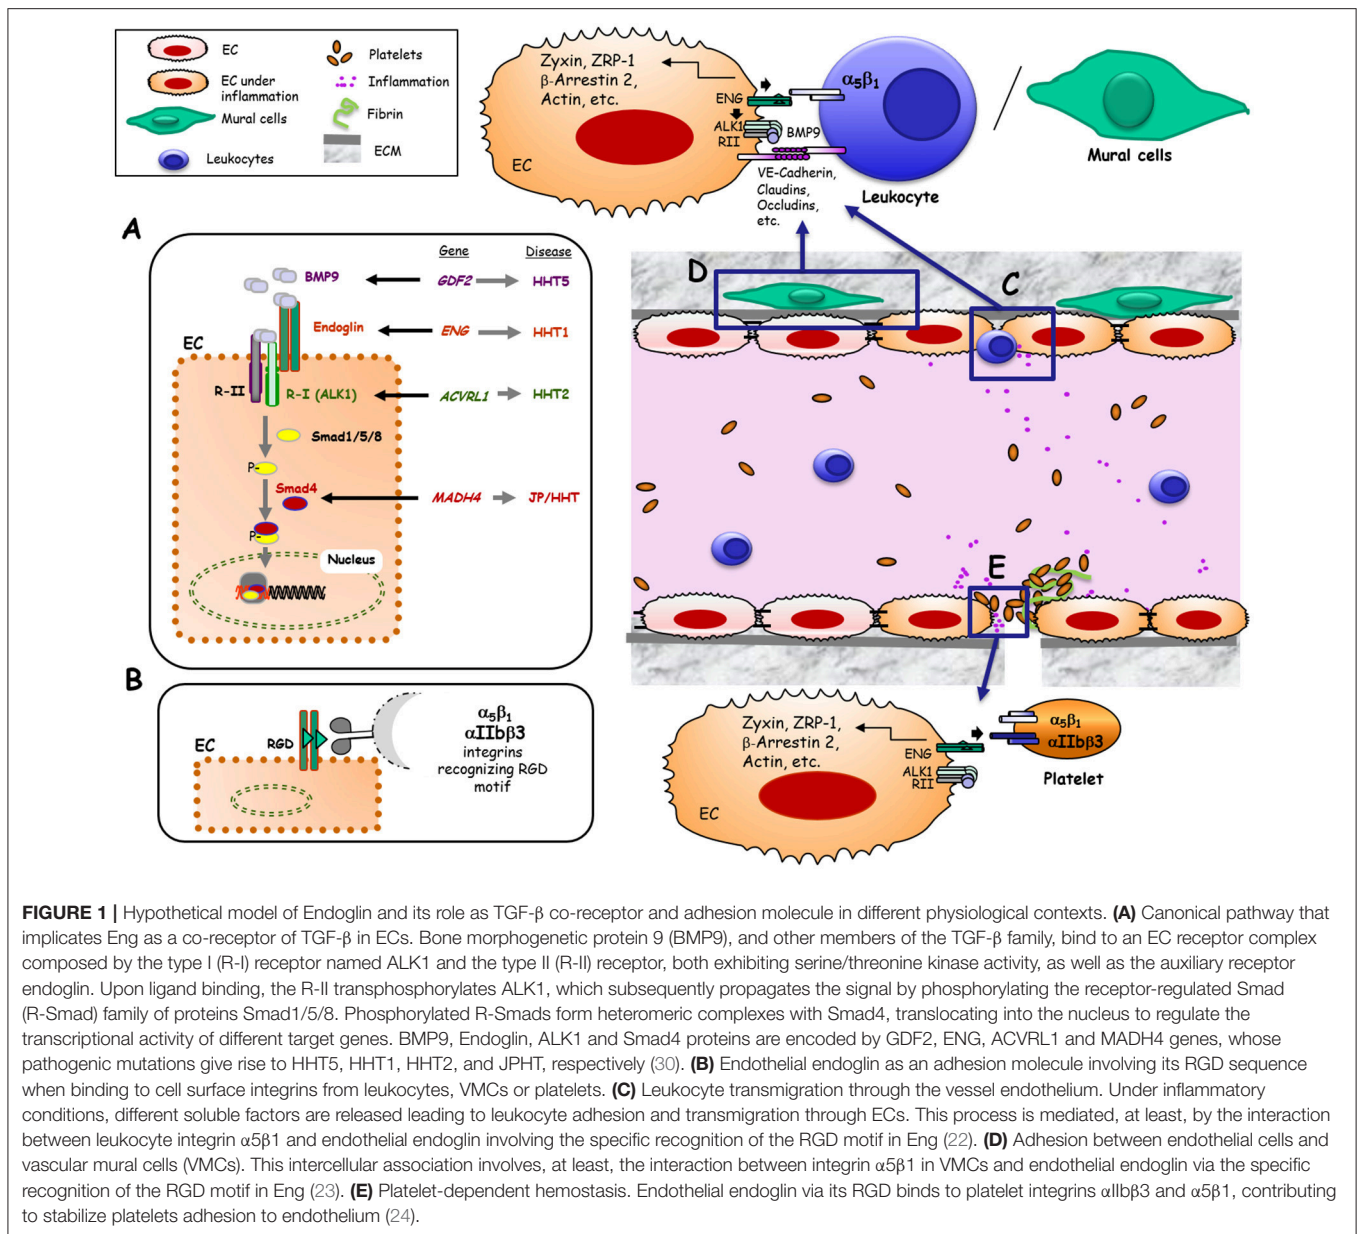 EC
EC under
inflammation
Mural cells
Leukocytes
Platelets
Inflammation
Fibrin
ECM
Zyxin, ZRP-1
β-Arrestin 2,
Actin, etc.
EC
ENG
ALK1
RII
BMP9
α5β1
VE-Cadherin,
Claudins,
Occludins,
etc.
Leukocyte
/
Mural cells
A
Gene
Disease
BMP9
GDF2
HHT5
Endoglin
ENG
HHT1
EC
R-II
R-I (ALK1)
ACVRL1
HHT2
Smad1/5/8
P-
Smad4
MADH4
JP/HHT
P-
Nucleus
D
C
E
B
EC
RGD
α5β1
αIIbβ3
integrins
recognizing RGD
motif
Zyxin, ZRP-1,
β-Arrestin 2,
Actin, etc.
EC
ENG
ALK1
RII
α5β1
αIIbβ3
Platelet
FIGURE 1 | Hypothetical model of Endoglin and its role as TGF-β co-receptor and adhesion molecule in different physiological contexts. (A) Canonical pathway that
implicates Eng as a co-receptor of TGF-β in ECs. Bone morphogenetic protein 9 (BMP9), and other members of the TGF-β family, bind to an EC receptor complex
composed by the type I (R-I) receptor named ALK1 and the type II (R-II) receptor, both exhibiting serine/threonine kinase activity, as well as the auxiliary receptor
endoglin. Upon ligand binding, the R-II transphosphorylates ALK1, which subsequently propagates the signal by phosphorylating the receptor-regulated Smad
(R-Smad) family of proteins Smad1/5/8. Phosphorylated R-Smads form heteromeric complexes with Smad4, translocating into the nucleus to regulate the
transcriptional activity of different target genes. BMP9, Endoglin, ALK1 and Smad4 proteins are encoded by GDF2, ENG, ACVRL1 and MADH4 genes, whose
pathogenic mutations give rise to HHT5, HHT1, HHT2, and JPHT, respectively (30). (B) Endothelial endoglin as an adhesion molecule involving its RGD sequence
when binding to cell surface integrins from leukocytes, VMCs or platelets. (C) Leukocyte transmigration through the vessel endothelium. Under inflammatory
conditions, different soluble factors are released leading to leukocyte adhesion and transmigration through ECs. This process is mediated, at least, by the interaction
between leukocyte integrin α5β1 and endothelial endoglin involving the specific recognition of the RGD motif in Eng (22). (D) Adhesion between endothelial cells and
vascular mural cells (VMCs). This intercellular association involves, at least, the interaction between integrin α5β1 in VMCs and endothelial endoglin via the specific
recognition of the RGD motif in Eng (23). (E) Platelet-dependent hemostasis. Endothelial endoglin via its RGD binds to platelet integrins αIIbβ3 and α5β1, contributing
to stabilize platelets adhesion to endothelium (24).